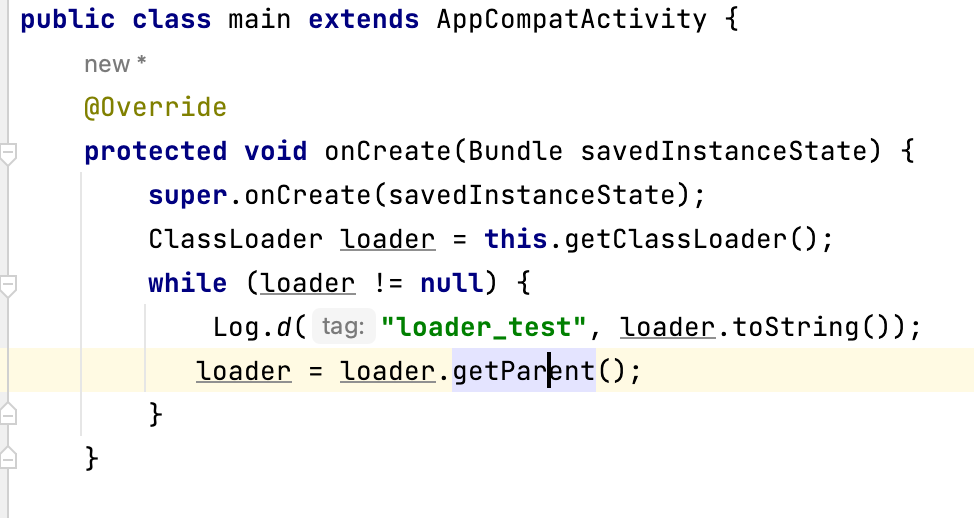 public class main extends AppCompatActivity {
new *
@Override
protected void onCreate(Bundle savedInstanceState) {
super.onCreate(savedInstanceState);
ClassLoader loader = this.getClassLoader();
while (loader != null) {
Log.d( tag: "loader_test", loader.toString());
loader = loader.getParent();
}
}